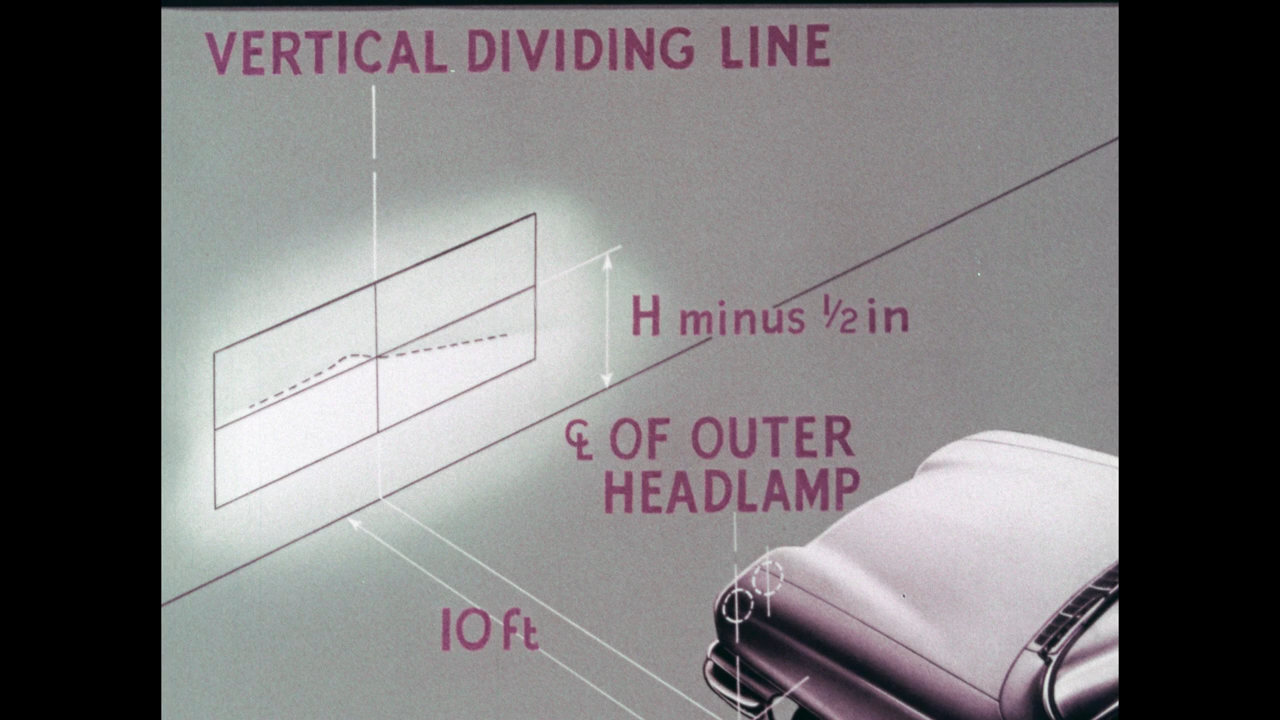 VERTICAL DIVIDING LINE
H minus ½ in
℄ OF OUTER
HEADLAMP
10 ft